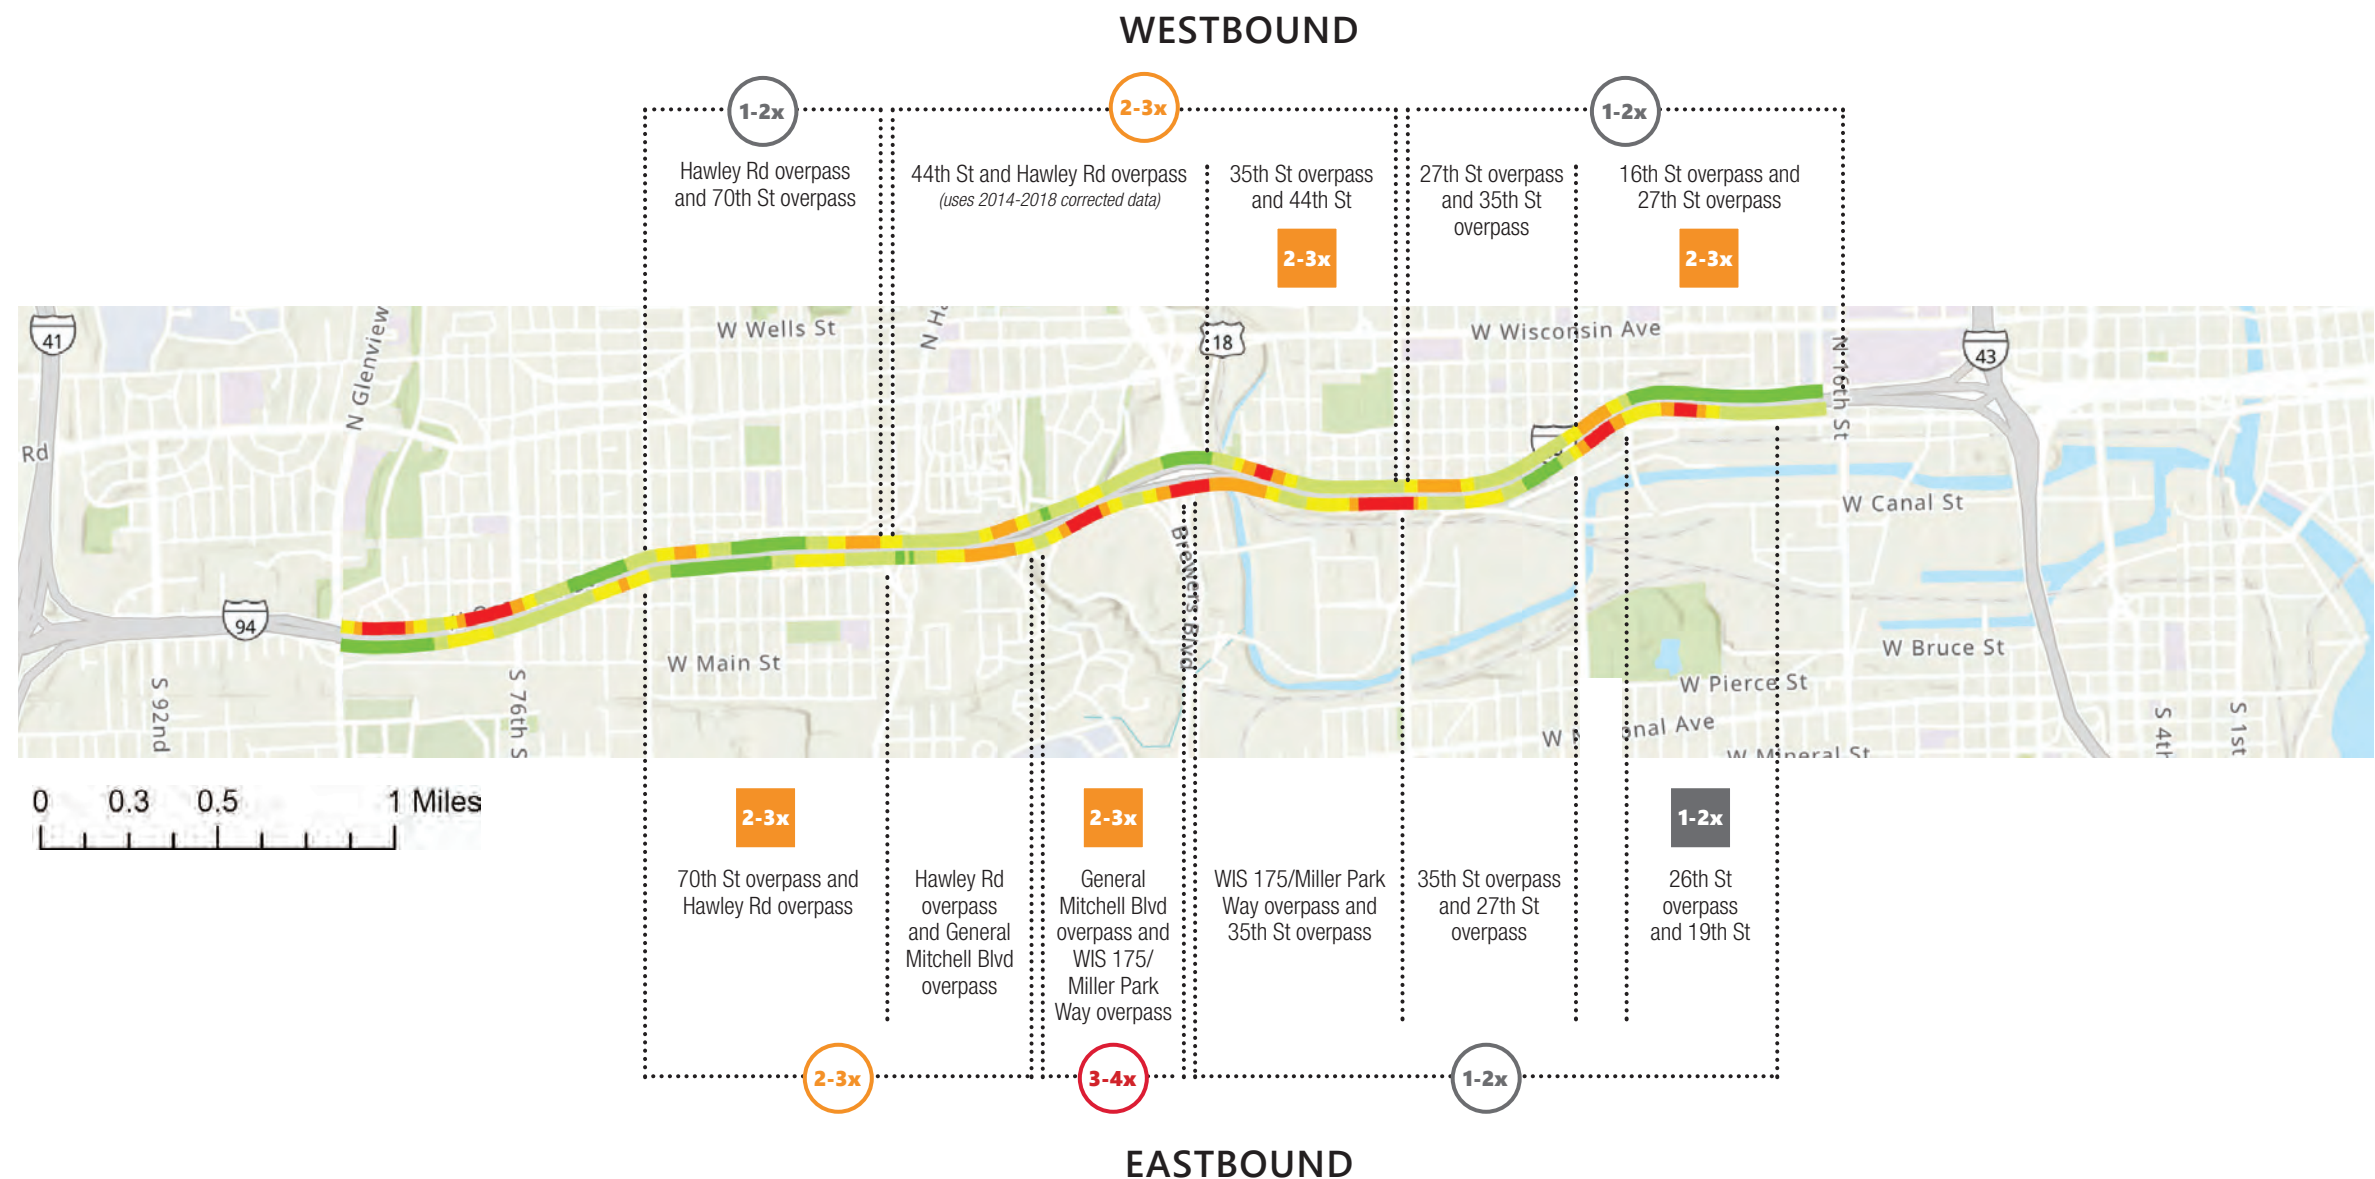 WESTBOUND
1-2x
2-3x
1-2x
Hawley Rd overpass
and 70th St overpass
44th St and Hawley Rd overpass
(uses 2014-2018 corrected data)
35th St overpass
and 44th St
2-3x
27th St overpass
and 35th St
overpass
16th St overpass and
27th St overpass
2-3x
41
N Glenview
W Wells St
18
W Wisconsin Ave
N 16th St
43
Rd
W Canal St
94
S 92nd
S 76th S
W Main St
Brewers Blvd
W Bruce St
W Pierce St
W Mineral St
S 4th
S 1st
0 0.3 0.5 1 Miles
2-3x
70th St overpass and
Hawley Rd overpass
Hawley Rd
overpass
and General
Mitchell Blvd
overpass
2-3x
General
Mitchell Blvd
overpass and
WIS 175/
Miller Park
Way overpass
WIS 175/Miller Park
Way overpass and
35th St overpass
35th St overpass
and 27th St
overpass
1-2x
26th St
overpass
and 19th St
2-3x
3-4x
1-2x
EASTBOUND